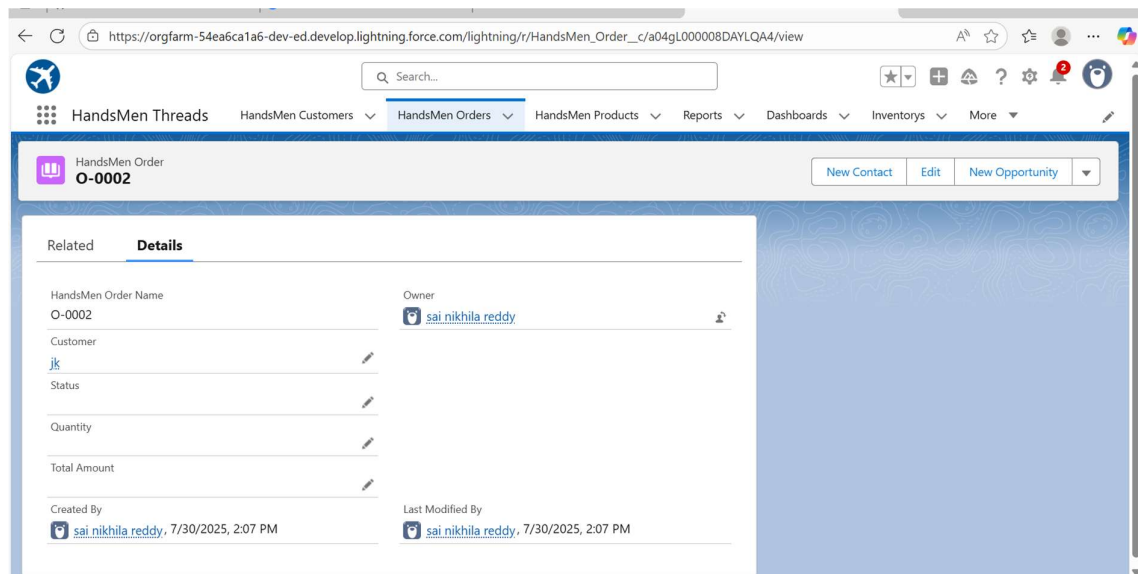 https://orgfarm-54ea6ca1a6-dev-ed.develop.lightning.force.com/lightning/r/HandsMen_Order__c/a04gL000008DAYLQA4/view
Search...
2
HandsMen Threads HandsMen Customers HandsMen Orders HandsMen Products Reports Dashboards Inventorys More
HandsMen Order
O-0002
New Contact Edit New Opportunity
Related Details
HandsMen Order Name Owner
O-0002 sai nikhila reddy
Customer
jk
Status
Quantity
Total Amount
Created By Last Modified By
sai nikhila reddy, 7/30/2025, 2:07 PM sai nikhila reddy, 7/30/2025, 2:07 PM